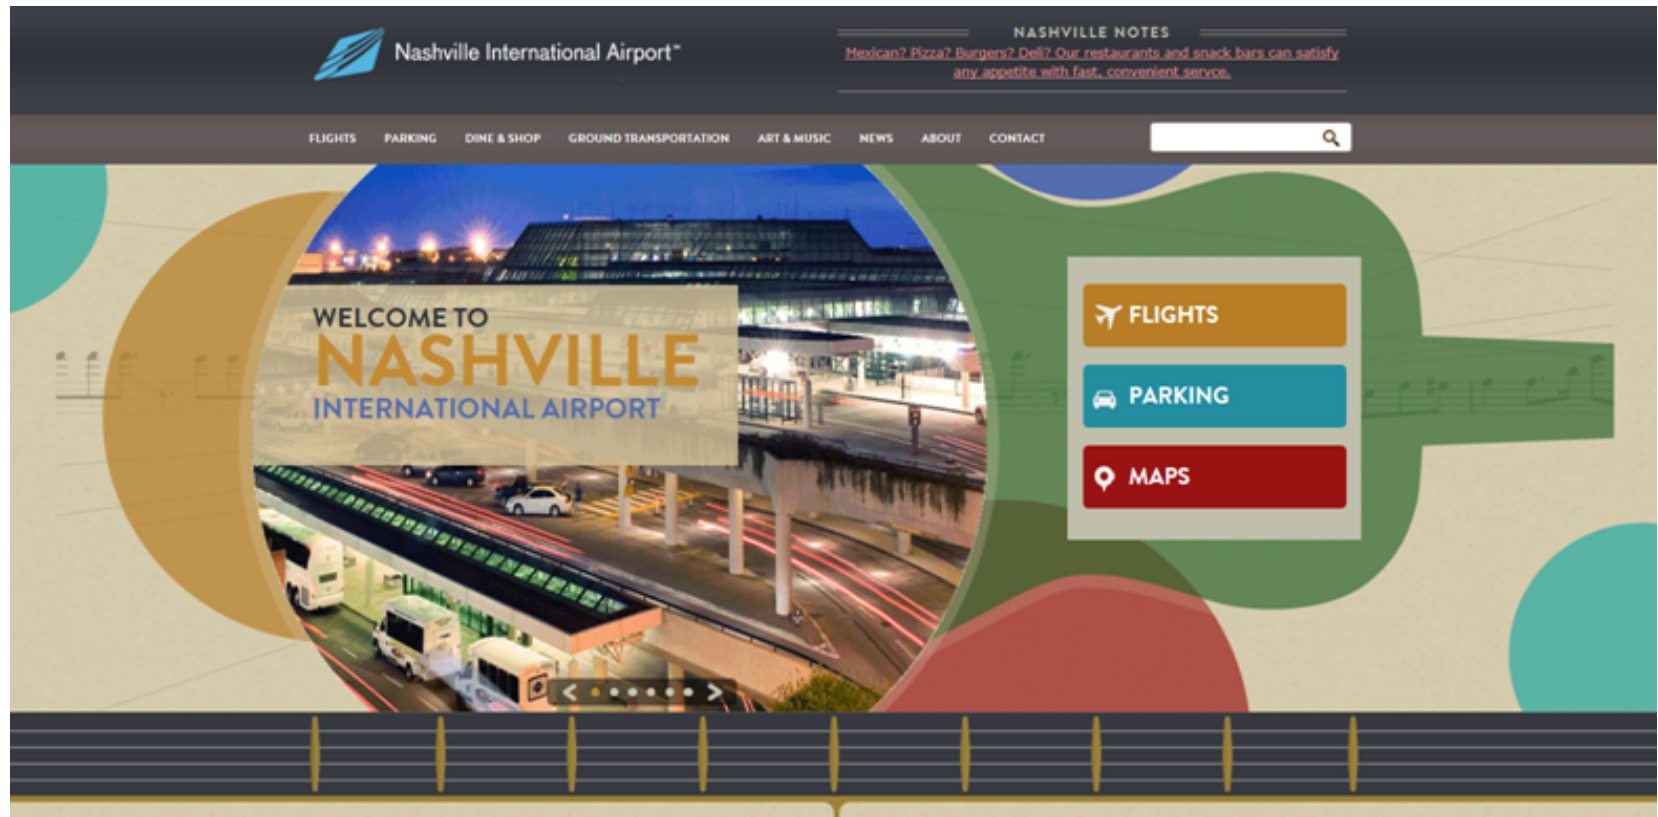 Nashville International Airport™
NASHVILLE NOTES
Mexican? Pizza? Burgers? Deli? Our restaurants and snack bars can satisfy
any appetite with fast, convenient servce.
FLIGHTS PARKING DINE & SHOP GROUND TRANSPORTATION ART & MUSIC NEWS ABOUT CONTACT
WELCOME TO
NASHVILLE
INTERNATIONAL AIRPORT
FLIGHTS
PARKING
MAPS